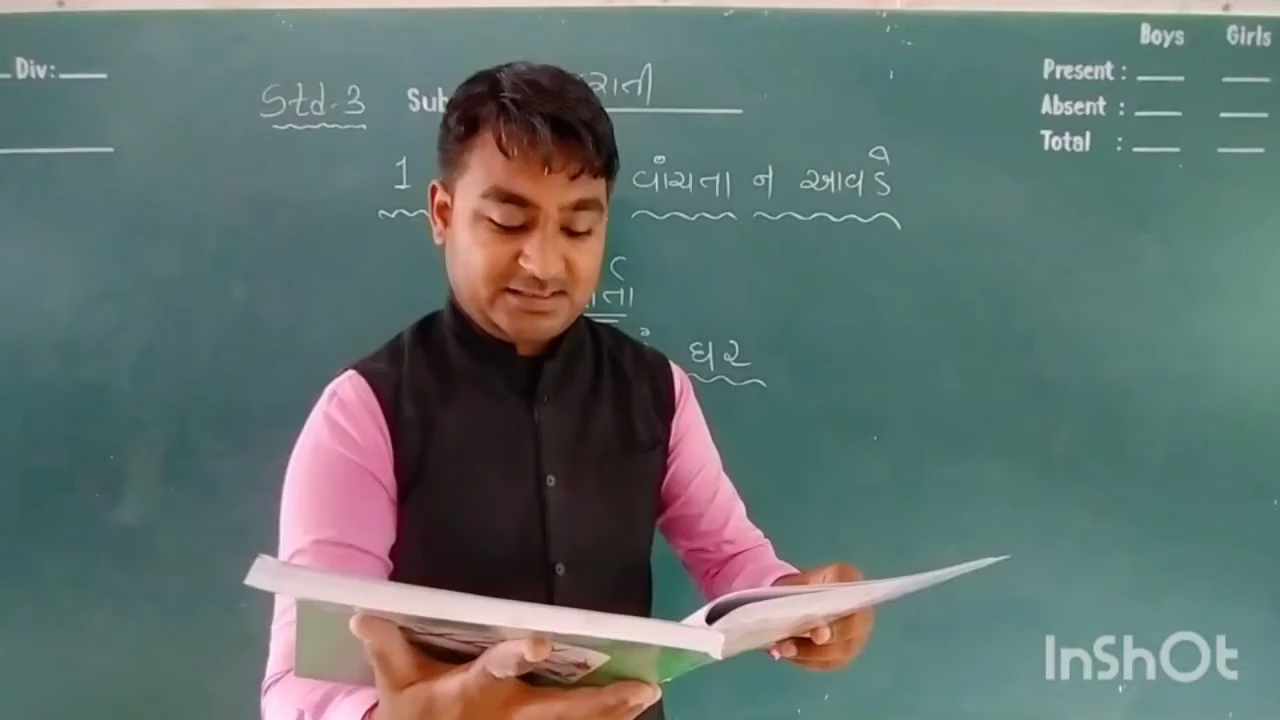 Boys Girls
Div:
Present :
Std-3 Sub
Absent :
Total :
1 વાંચતા ન આવડે
ઘર
InShOt